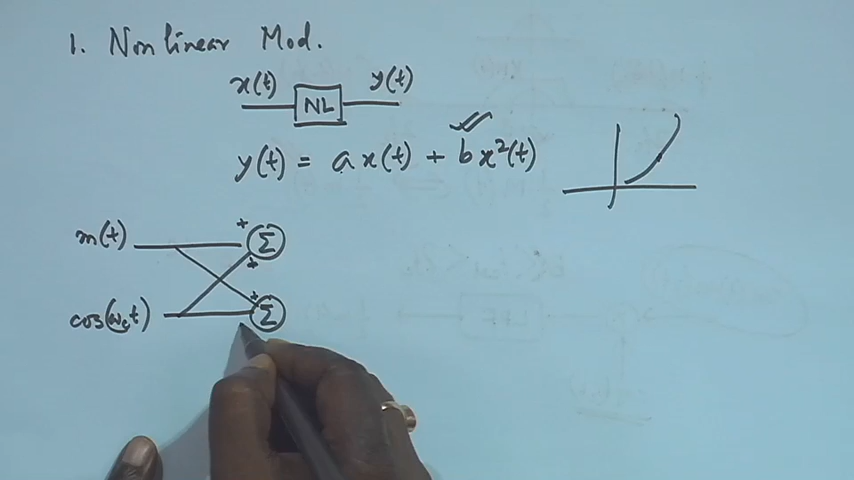 1. Nonlinear Mod.
x(t) NL y(t)
y(t) = a x(t) + b x²(t)
m(t) + Σ
+
+
cos(ω_c t) Σ